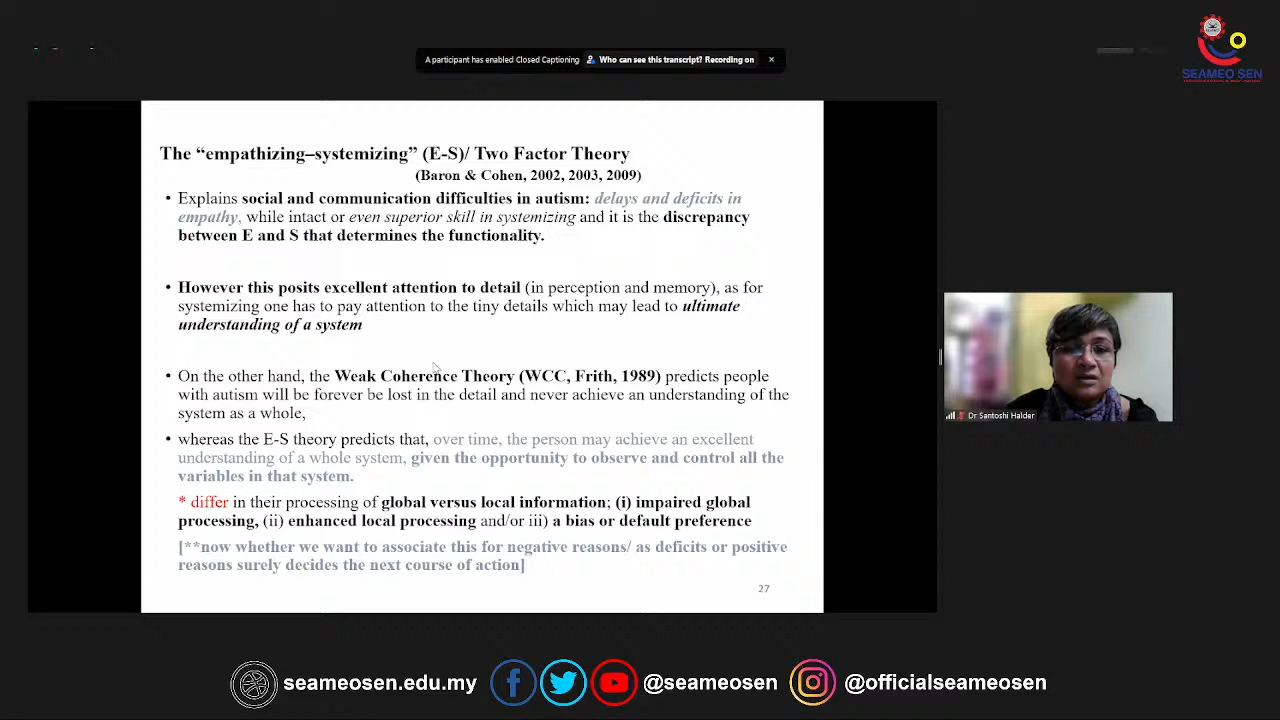 A participant has enabled Closed Captioning Who can see this transcript? Recording on
SEAMEO SEN
The “empathizing–systemizing” (E-S)/ Two Factor Theory
(Baron & Cohen, 2002, 2003, 2009)
• Explains social and communication difficulties in autism: delays and deficits in
empathy, while intact or even superior skill in systemizing and it is the discrepancy
between E and S that determines the functionality.
• However this posits excellent attention to detail (in perception and memory), as for
systemizing one has to pay attention to the tiny details which may lead to ultimate
understanding of a system
• On the other hand, the Weak Coherence Theory (WCC, Frith, 1989) predicts people
with autism will be forever be lost in the detail and never achieve an understanding of the
system as a whole,
• whereas the E-S theory predicts that, over time, the person may achieve an excellent
understanding of a whole system, given the opportunity to observe and control all the
variables in that system.
* differ in their processing of global versus local information; (i) impaired global
processing, (ii) enhanced local processing and/or iii) a bias or default preference
[**now whether we want to associate this for negative reasons/ as deficits or positive
reasons surely decides the next course of action]
27
Dr Santoshi Halder
seameosen.edu.my @seameosen @officialseameosen